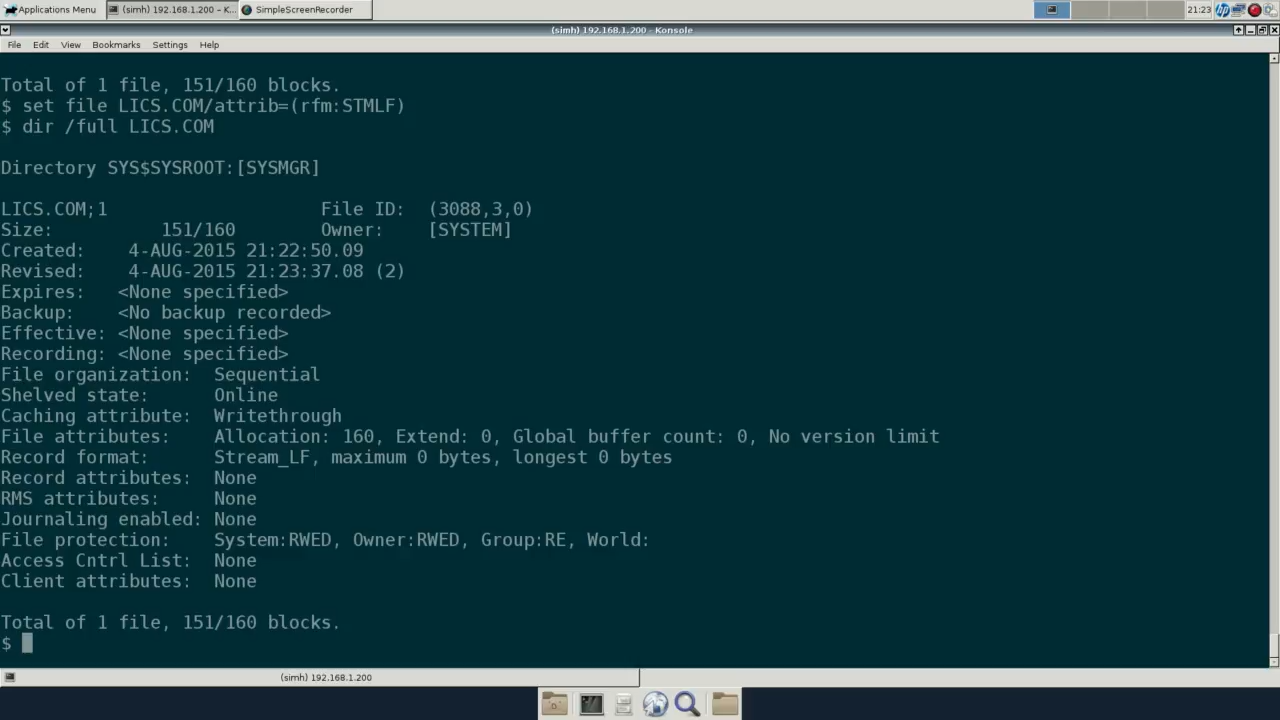 Applications Menu (simh) 192.168.1.200 – K... SimpleScreenRecorder 21:23
(simh) 192.168.1.200 – Konsole
File Edit View Bookmarks Settings Help
Total of 1 file, 151/160 blocks.
$ set file LICS.COM/attrib=(rfm:STMLF)
$ dir /full LICS.COM
Directory SYS$SYSROOT:[SYSMGR]
LICS.COM;1 File ID: (3088,3,0)
Size: 151/160 Owner: [SYSTEM]
Created: 4-AUG-2015 21:22:50.09
Revised: 4-AUG-2015 21:23:37.08 (2)
Expires: <None specified>
Backup: <No backup recorded>
Effective: <None specified>
Recording: <None specified>
File organization: Sequential
Shelved state: Online
Caching attribute: Writethrough
File attributes: Allocation: 160, Extend: 0, Global buffer count: 0, No version limit
Record format: Stream_LF, maximum 0 bytes, longest 0 bytes
Record attributes: None
RMS attributes: None
Journaling enabled: None
File protection: System:RWED, Owner:RWED, Group:RE, World:
Access Cntrl List: None
Client attributes: None
Total of 1 file, 151/160 blocks.
$
(simh) 192.168.1.200